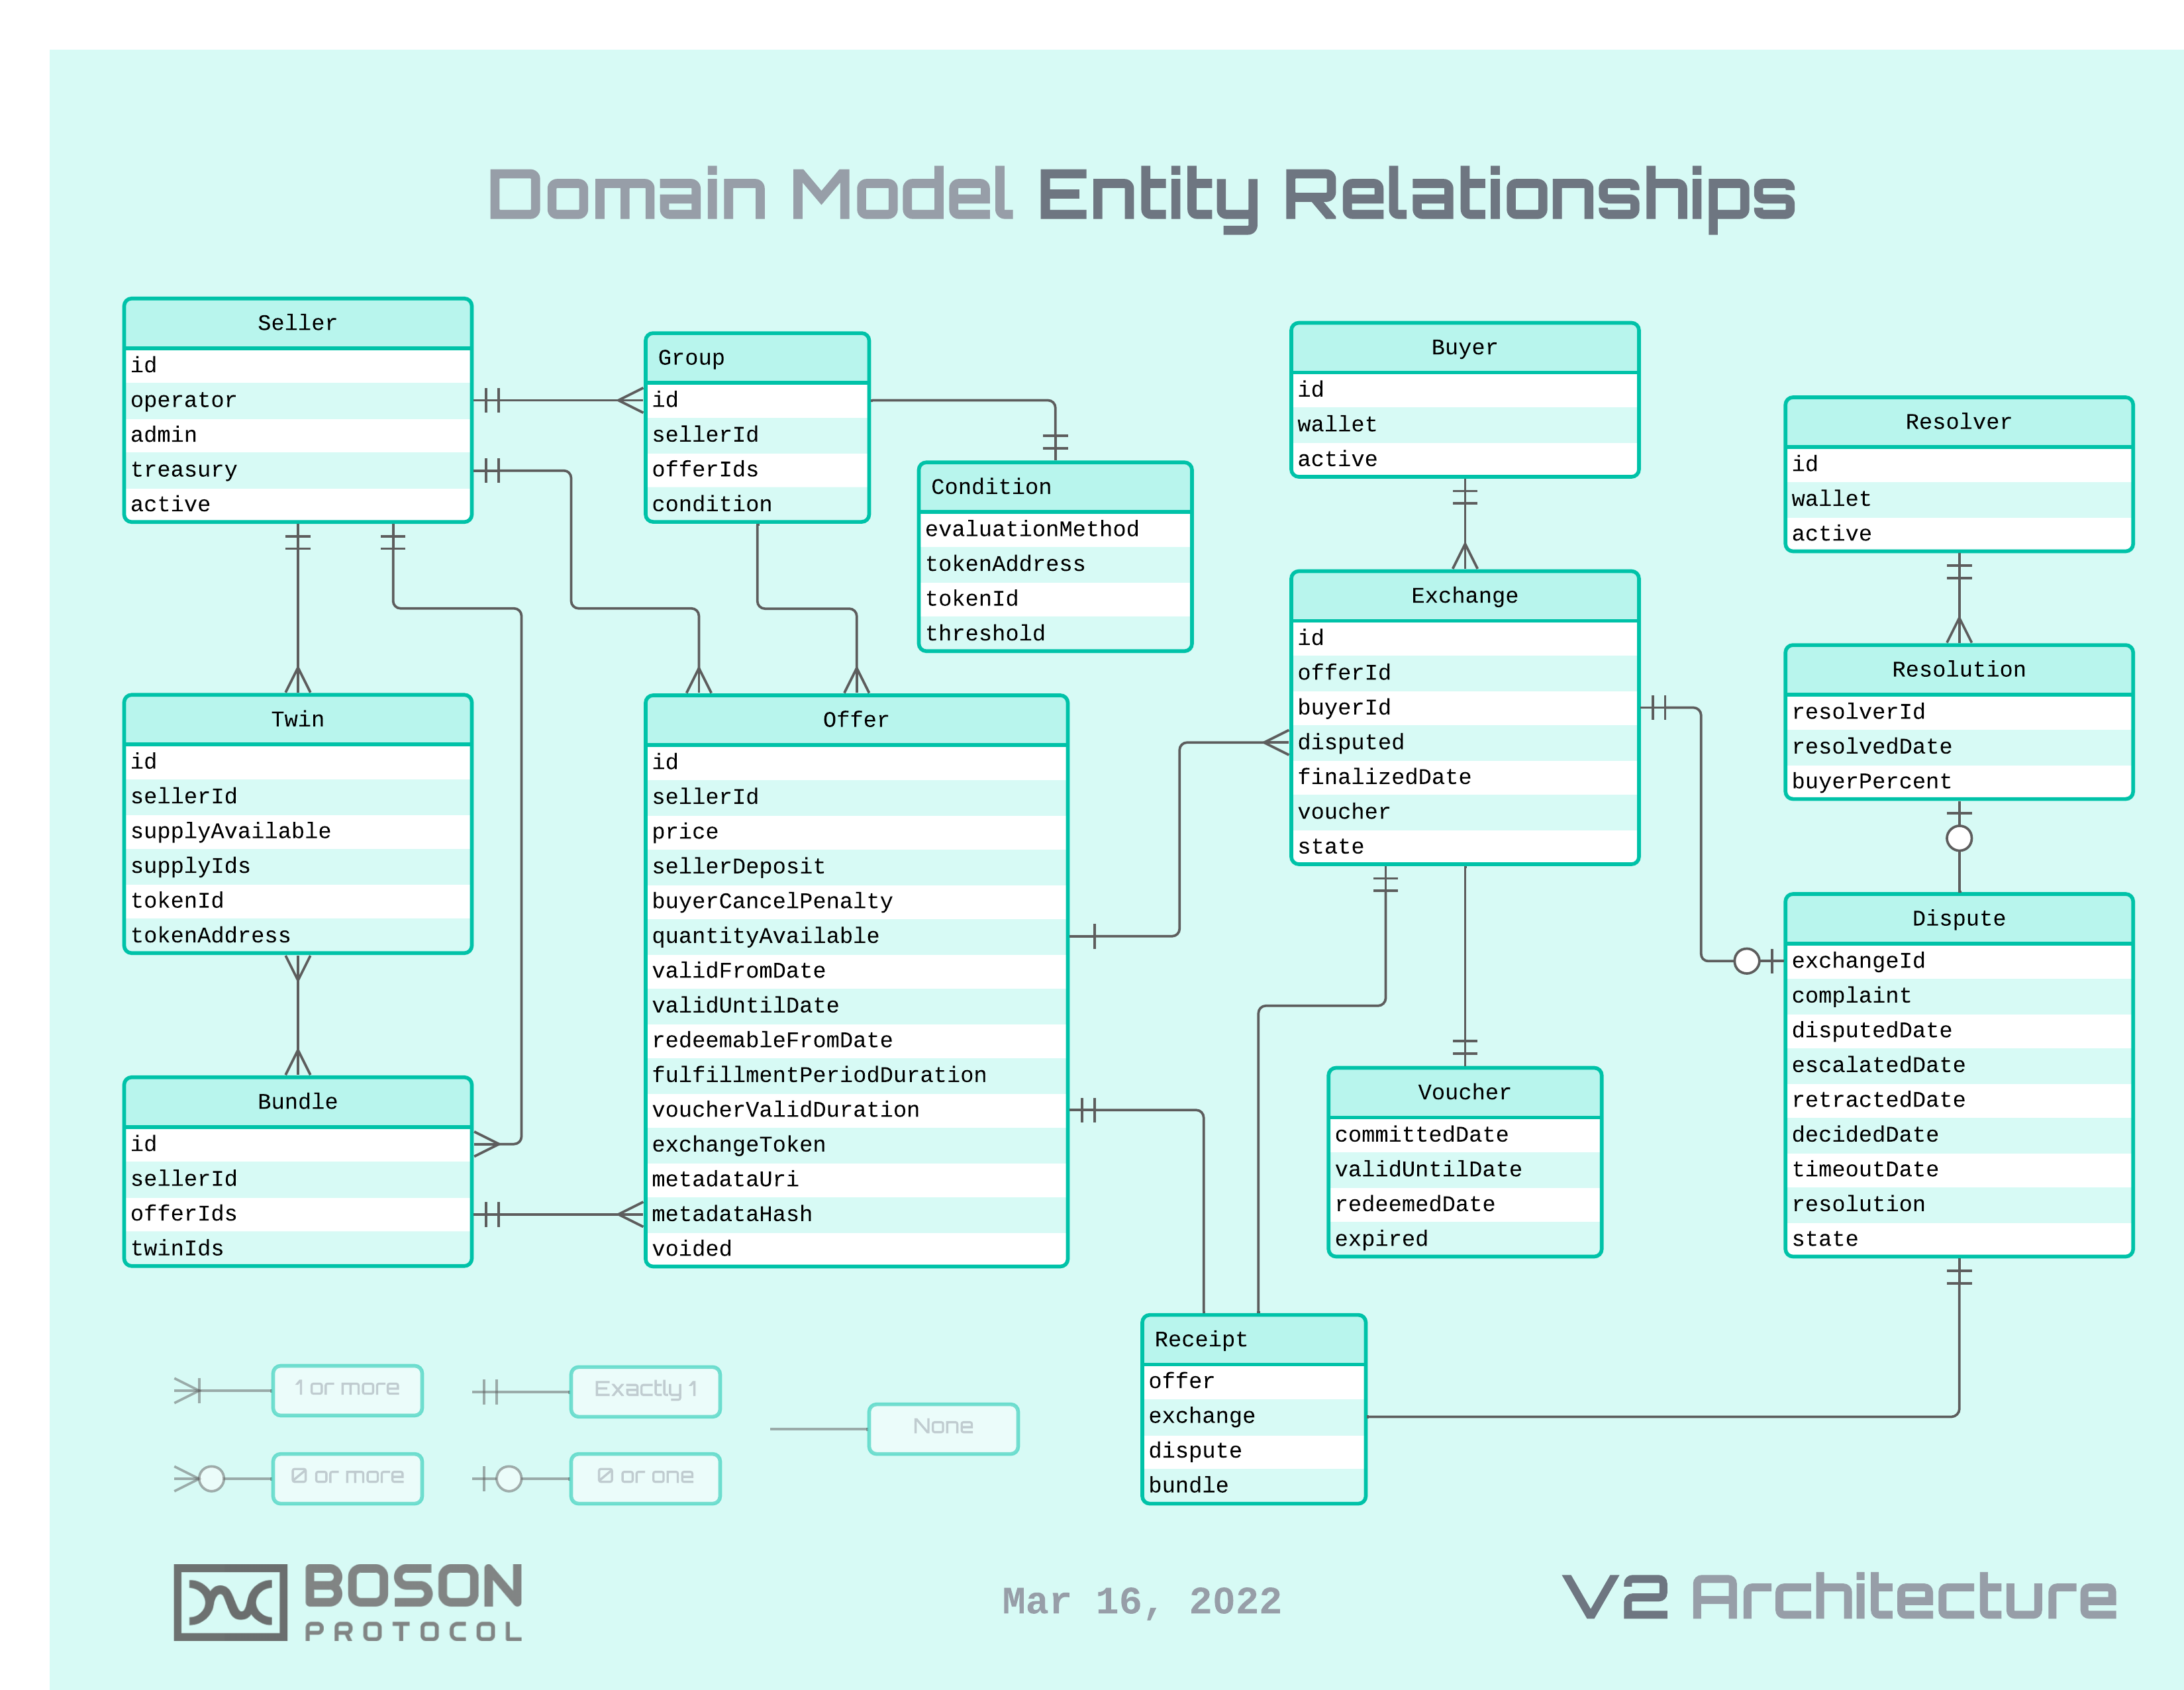 Domain Model Entity Relationships
Seller
id
operator
admin
treasury
active
Group
id
sellerId
offerIds
condition
Condition
evaluationMethod
tokenAddress
tokenId
threshold
Buyer
id
wallet
active
Resolver
id
wallet
active
Twin
id
sellerId
supplyAvailable
supplyIds
tokenId
tokenAddress
Offer
id
sellerId
price
sellerDeposit
buyerCancelPenalty
quantityAvailable
validFromDate
validUntilDate
redeemableFromDate
fulfillmentPeriodDuration
voucherValidDuration
exchangeToken
metadataUri
metadataHash
voided
Exchange
id
offerId
buyerId
disputed
finalizedDate
voucher
state
Resolution
resolverId
resolvedDate
buyerPercent
Bundle
id
sellerId
offerIds
twinIds
Voucher
committedDate
validUntilDate
redeemedDate
expired
Dispute
exchangeId
complaint
disputedDate
escalatedDate
retractedDate
decidedDate
timeoutDate
resolution
state
Receipt
offer
exchange
dispute
bundle
1 or more
Exactly 1
None
0 or more
0 or one
BOSON
PROTOCOL
Mar 16, 2022
V2 Architecture